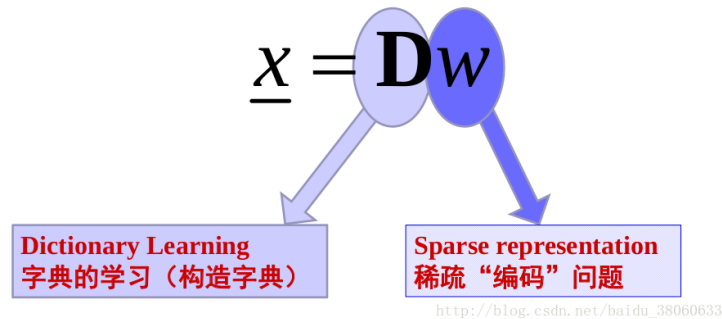 x = Dw
Dictionary Learning
字典的学习（构造字典）
Sparse representation
稀疏“编码”问题
http://blog.csdn.net/baidu_38060633